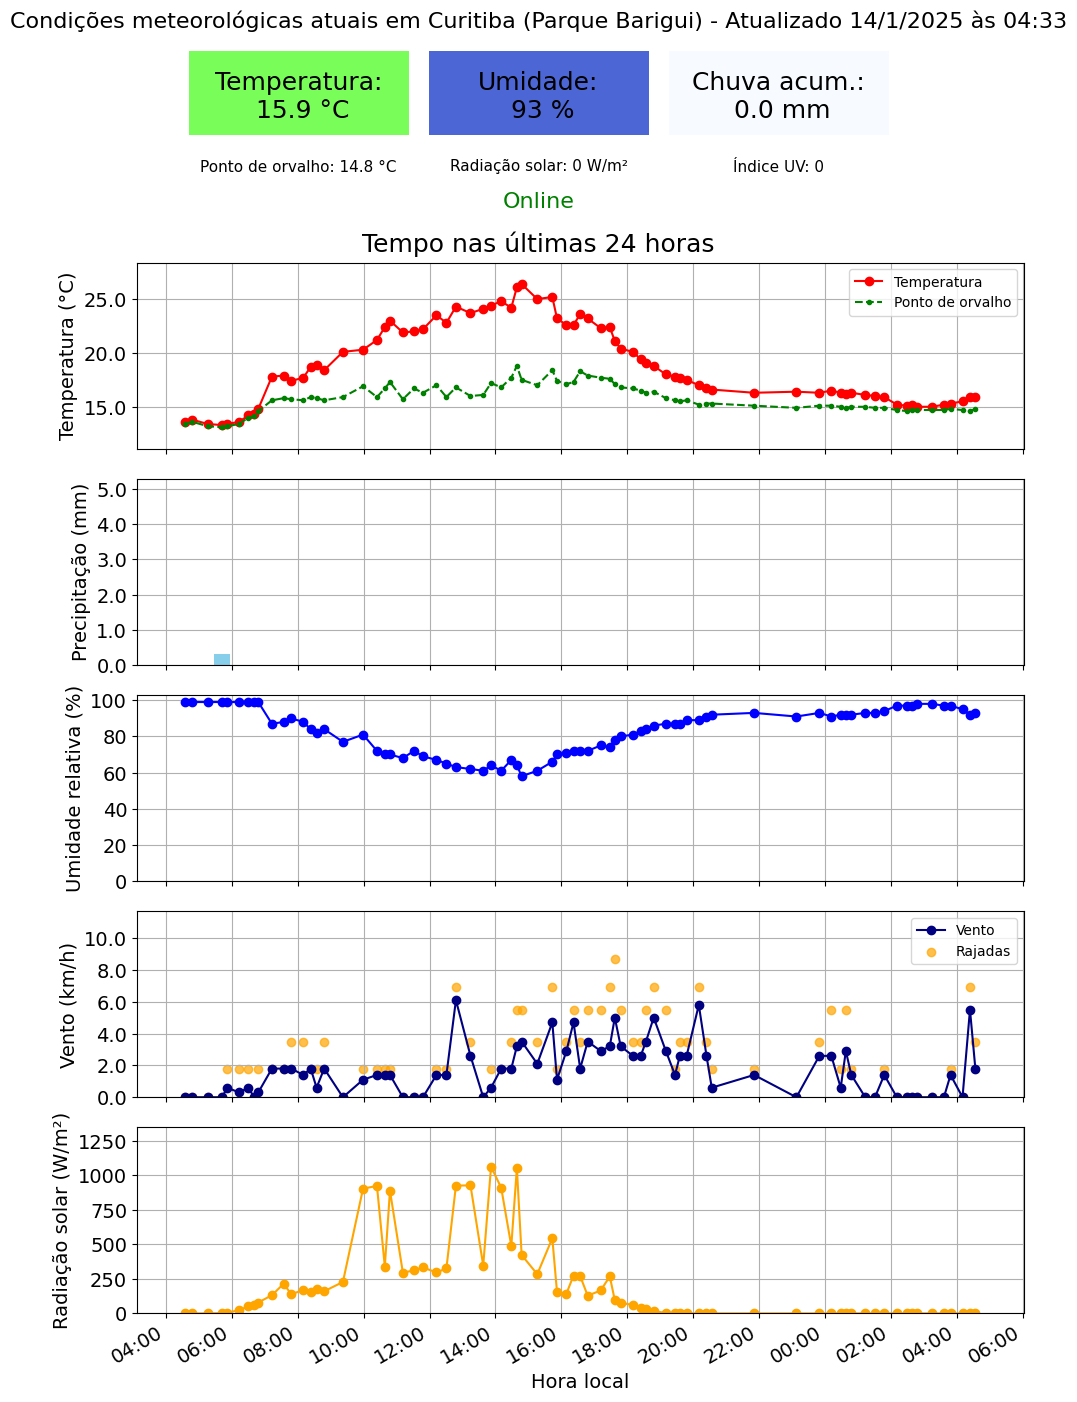 Condições meteorológicas atuais em Curitiba (Parque Barigui) - Atualizado 14/1/2025 às 04:33
Temperatura:
15.9 °C
Umidade:
93 %
Chuva acum.:
0.0 mm
Ponto de orvalho: 14.8 °C
Radiação solar: 0 W/m²
Índice UV: 0
Online
Tempo nas últimas 24 horas
Temperatura (°C)
25.0
20.0
15.0
Temperatura
Ponto de orvalho
Precipitação (mm)
5.0
4.0
3.0
2.0
1.0
0.0
Umidade relativa (%)
100
80
60
40
20
0
Vento (km/h)
10.0
8.0
6.0
4.0
2.0
0.0
Vento
Rajadas
Radiação solar (W/m²)
1250
1000
750
500
250
0
04:00
06:00
08:00
10:00
12:00
14:00
16:00
18:00
20:00
22:00
00:00
02:00
04:00
06:00
Hora local